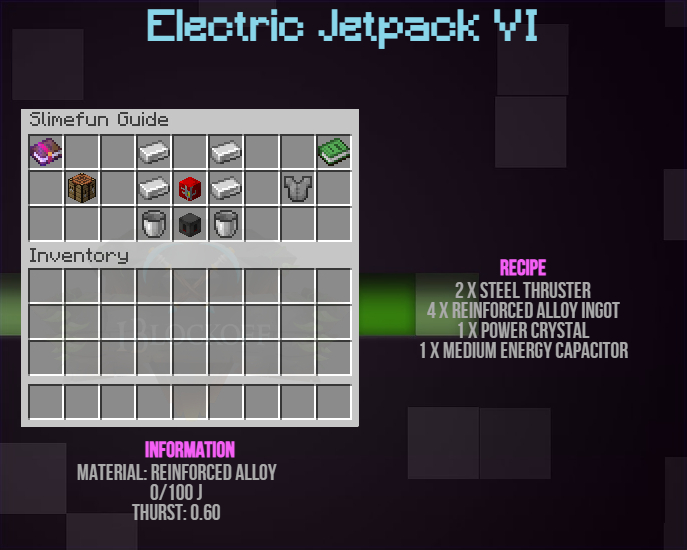 Electric Jetpack VI
Slimefun Guide
Inventory
IBLOCKOFF
RECIPE
2 X STEEL THRUSTER
4 X REINFORCED ALLOY INGOT
1 X POWER CRYSTAL
1 X MEDIUM ENERGY CAPACITOR
INFORMATION
MATERIAL: REINFORCED ALLOY
0/100 J
THURST: 0.60